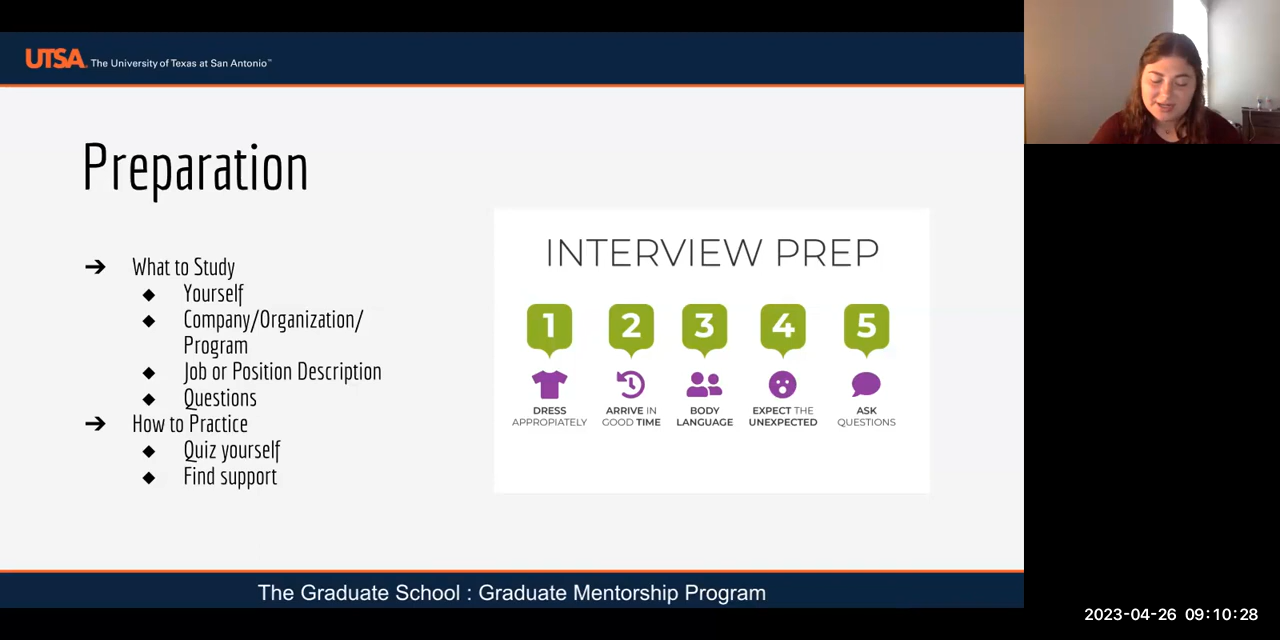 UTSA The University of Texas at San Antonio™
Preparation
➔ What to Study
◆ Yourself
◆ Company/Organization/
Program
◆ Job or Position Description
◆ Questions
➔ How to Practice
◆ Quiz yourself
◆ Find support
INTERVIEW PREP
1 2 3 4 5
DRESS ARRIVE IN BODY EXPECT THE ASK
APPROPIATELY GOOD TIME LANGUAGE UNEXPECTED QUESTIONS
The Graduate School : Graduate Mentorship Program
2023-04-26 09:10:28